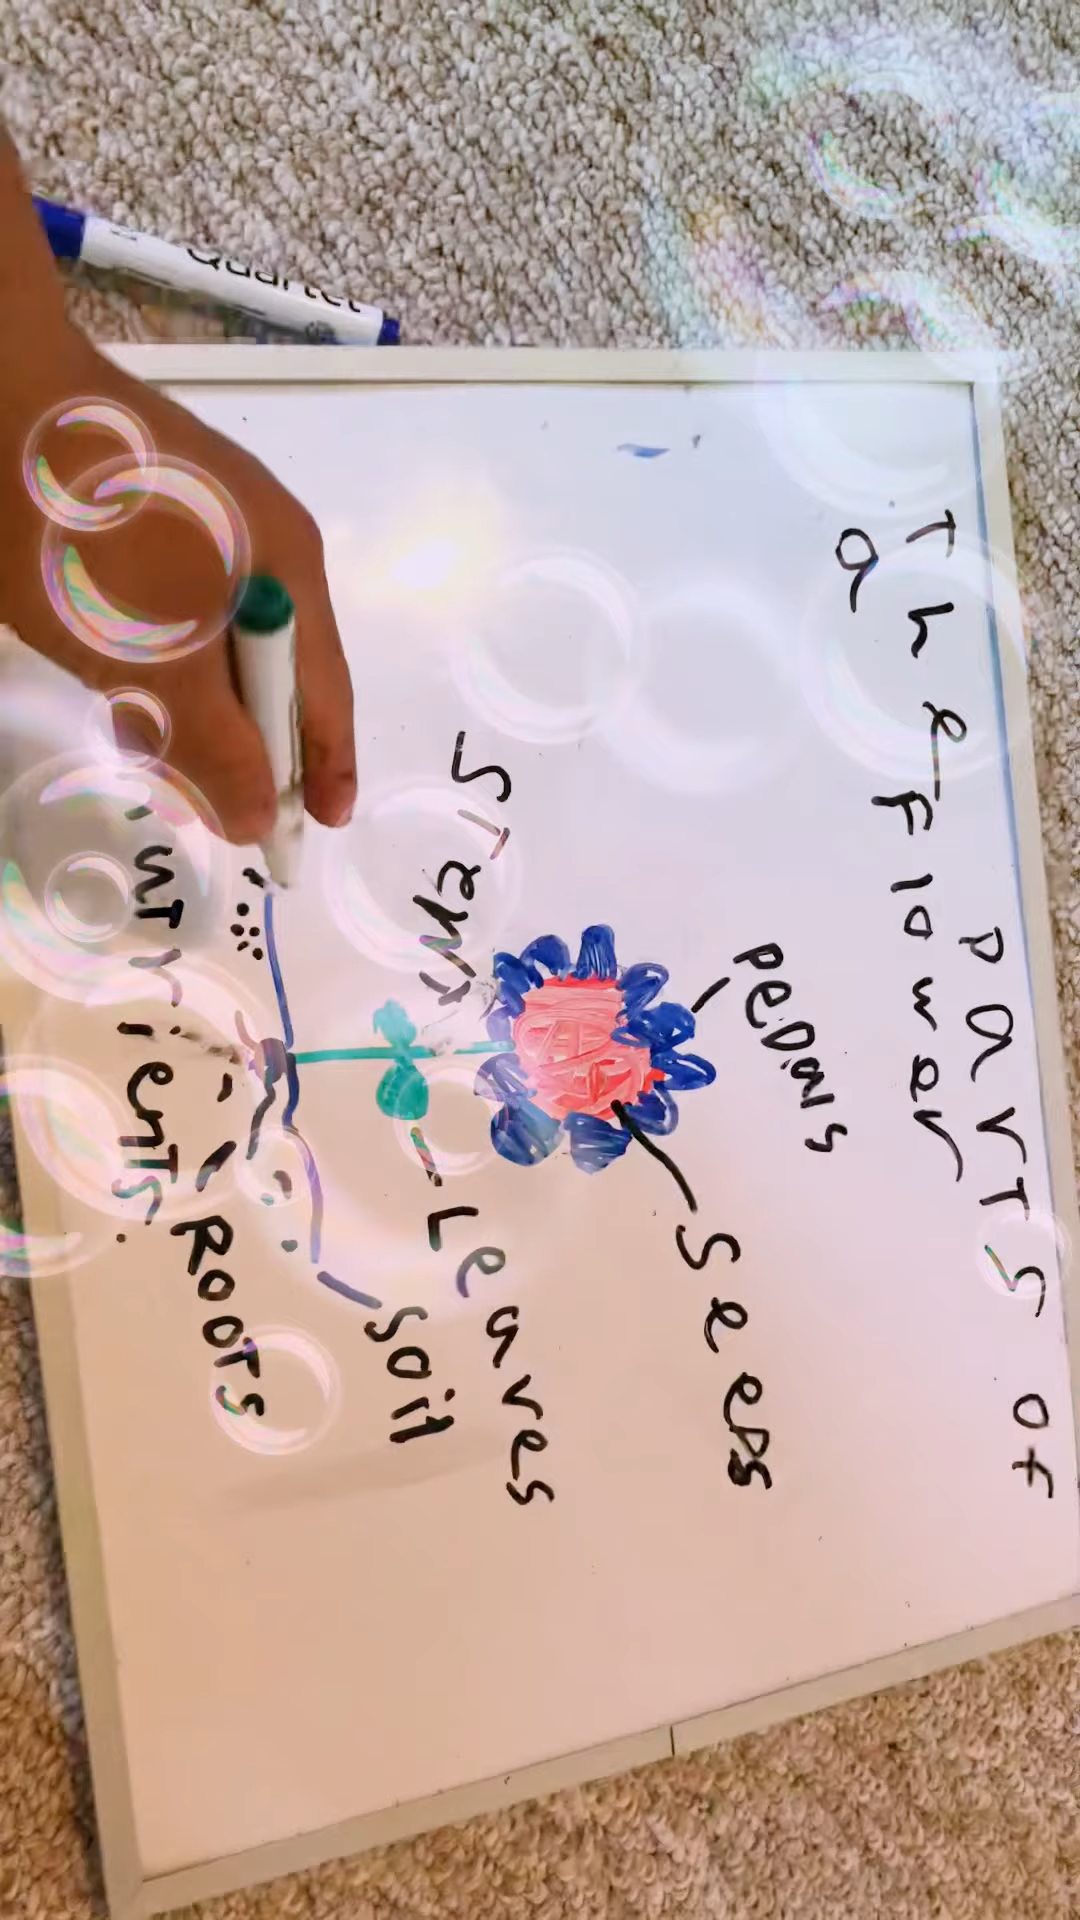 The parTs of
a Flower
PeDals
SeeDs
STEM
Leaves
Soil
ROOTS
nuTrienTs.
Quartet